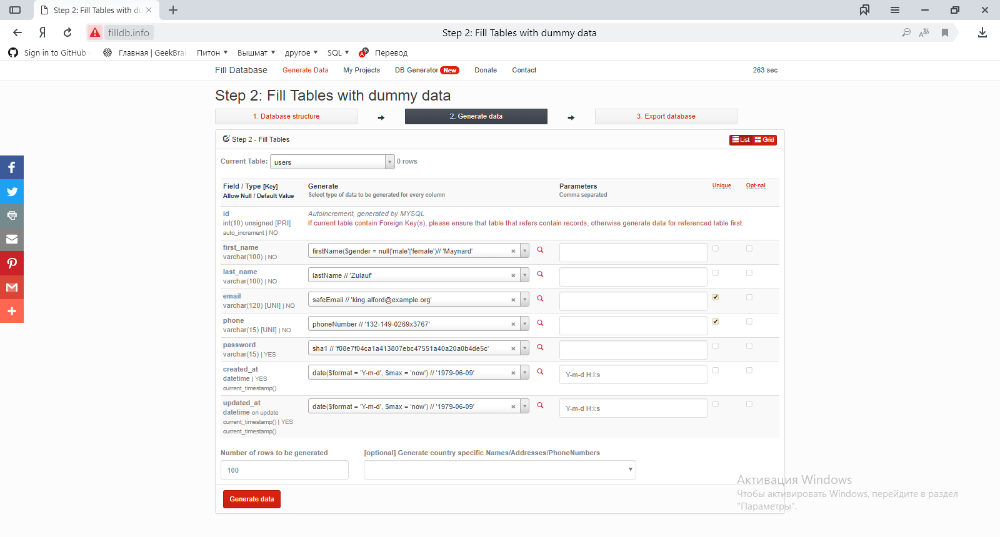 Step 2: Fill Tables with du
filldb.info
Step 2: Fill Tables with dummy data
Sign in to GitHub
Главная | GeekBrai
Питон
Вышмат
другое
SQL
Перевод
Fill Database
Generate Data
My Projects
DB Generator New
Donate
Contact
263 sec
Step 2: Fill Tables with dummy data
1. Database structure
2. Generate data
3. Export database
Step 2 - Fill Tables
List Grid
Current Table: users 0 rows
Field / Type [Key]
Allow Null / Default Value
Generate
Select type of data to be generated for every column
Parameters
Comma separated
Unique
Opt-nal
id
int(10) unsigned [PRI]
auto_increment | NO
Autoincrement, generated by MYSQL
If current table contain Foreign Key(s), please ensure that table that refers contain records, otherwise generate data for referenced table first.
first_name
varchar(100) | NO
firstName($gender = null|'male'|'female')// 'Maynard'
last_name
varchar(100) | NO
lastName // 'Zulauf'
email
varchar(120) [UNI] | NO
safeEmail // 'king.alford@example.org'
phone
varchar(15) [UNI] | NO
phoneNumber // '132-149-0269x3767'
password
varchar(15) | YES
sha1 // 'f08e7f04ca1a413807ebc47551a40a20a0b4de5c'
created_at
datetime | YES
current_timestamp()
date($format = 'Y-m-d', $max = 'now') // '1979-06-09'
Y-m-d H:i:s
updated_at
datetime on update
current_timestamp() | YES
current_timestamp()
date($format = 'Y-m-d', $max = 'now') // '1979-06-09'
Y-m-d H:i:s
Number of rows to be generated
100
[optional] Generate country specific Names/Addresses/PhoneNumbers
Generate data
Активация Windows
Чтобы активировать Windows, перейдите в раздел
"Параметры".